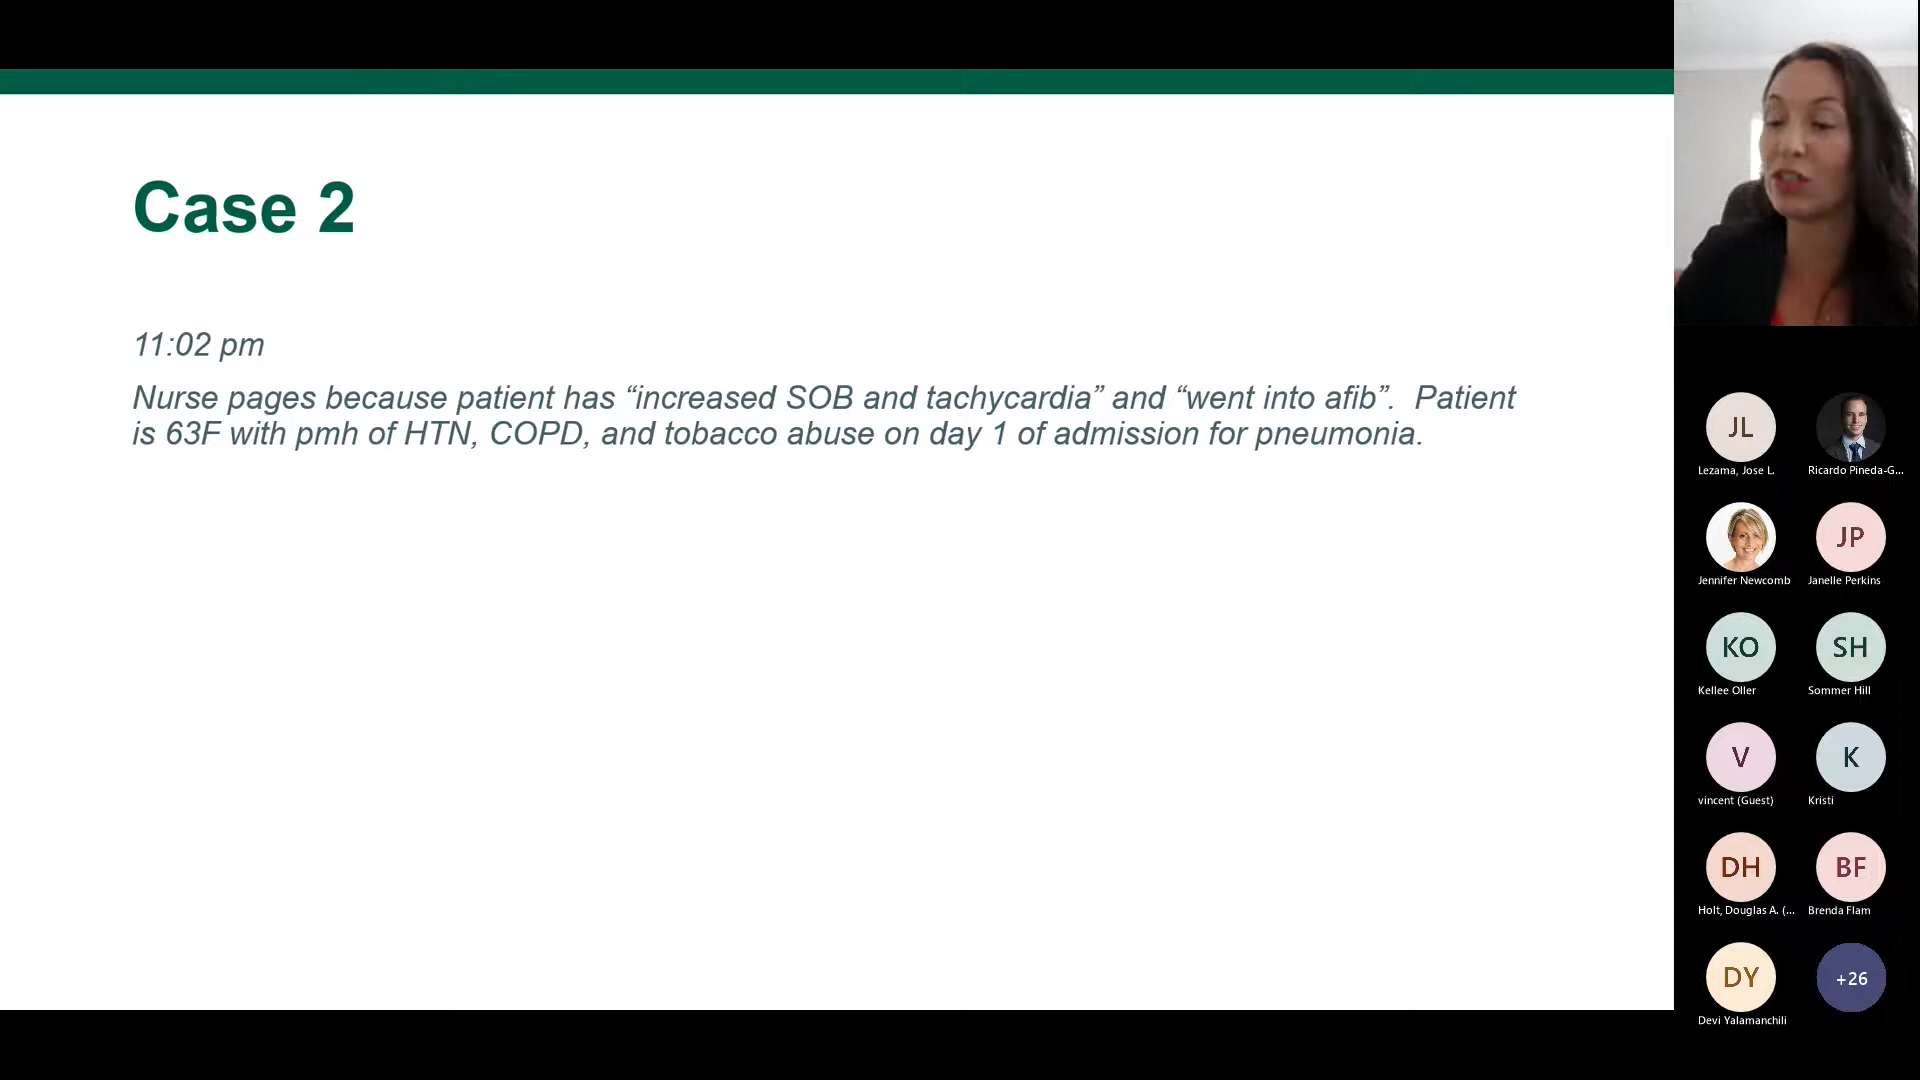 Case 2
11:02 pm
Nurse pages because patient has “increased SOB and tachycardia” and “went into afib”.  Patient
is 63F with pmh of HTN, COPD, and tobacco abuse on day 1 of admission for pneumonia.
JL
Lezama, Jose L.
Ricardo Pineda-G...
Jennifer Newcomb
JP
Janelle Perkins
KO
Kellee Oller
SH
Sommer Hill
V
vincent (Guest)
K
Kristi
DH
Holt, Douglas A. (...
BF
Brenda Flam
DY
Devi Yalamanchili
+26